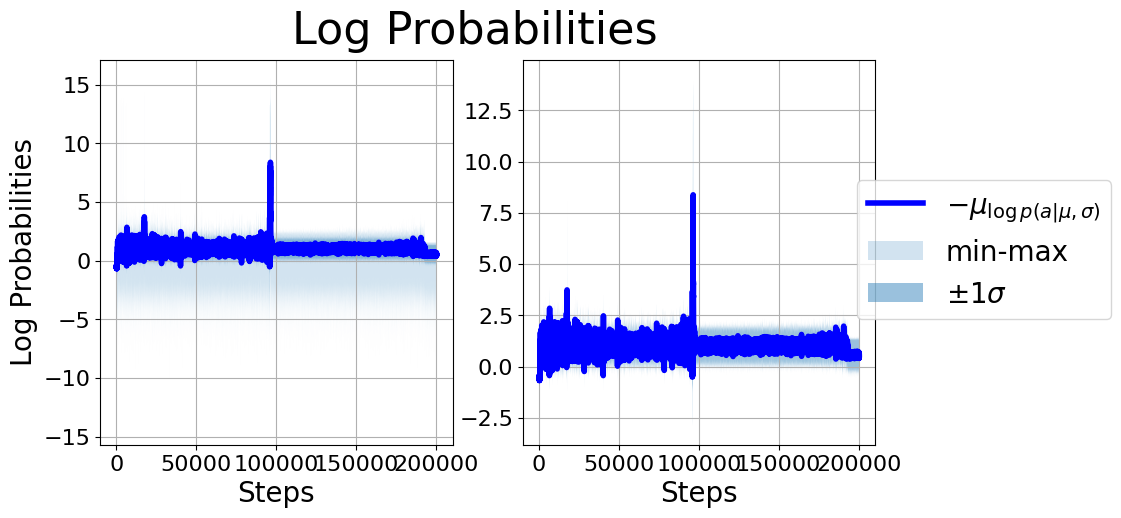 Log Probabilities
Log Probabilities
15
10
5
0
−5
−10
−15
0 50000 100000 150000 200000
Steps
12.5
10.0
7.5
5.0
2.5
0.0
−2.5
0 50000 100000 150000 200000
Steps
−μ_{log p(a|μ, σ)}
min-max
±1σ